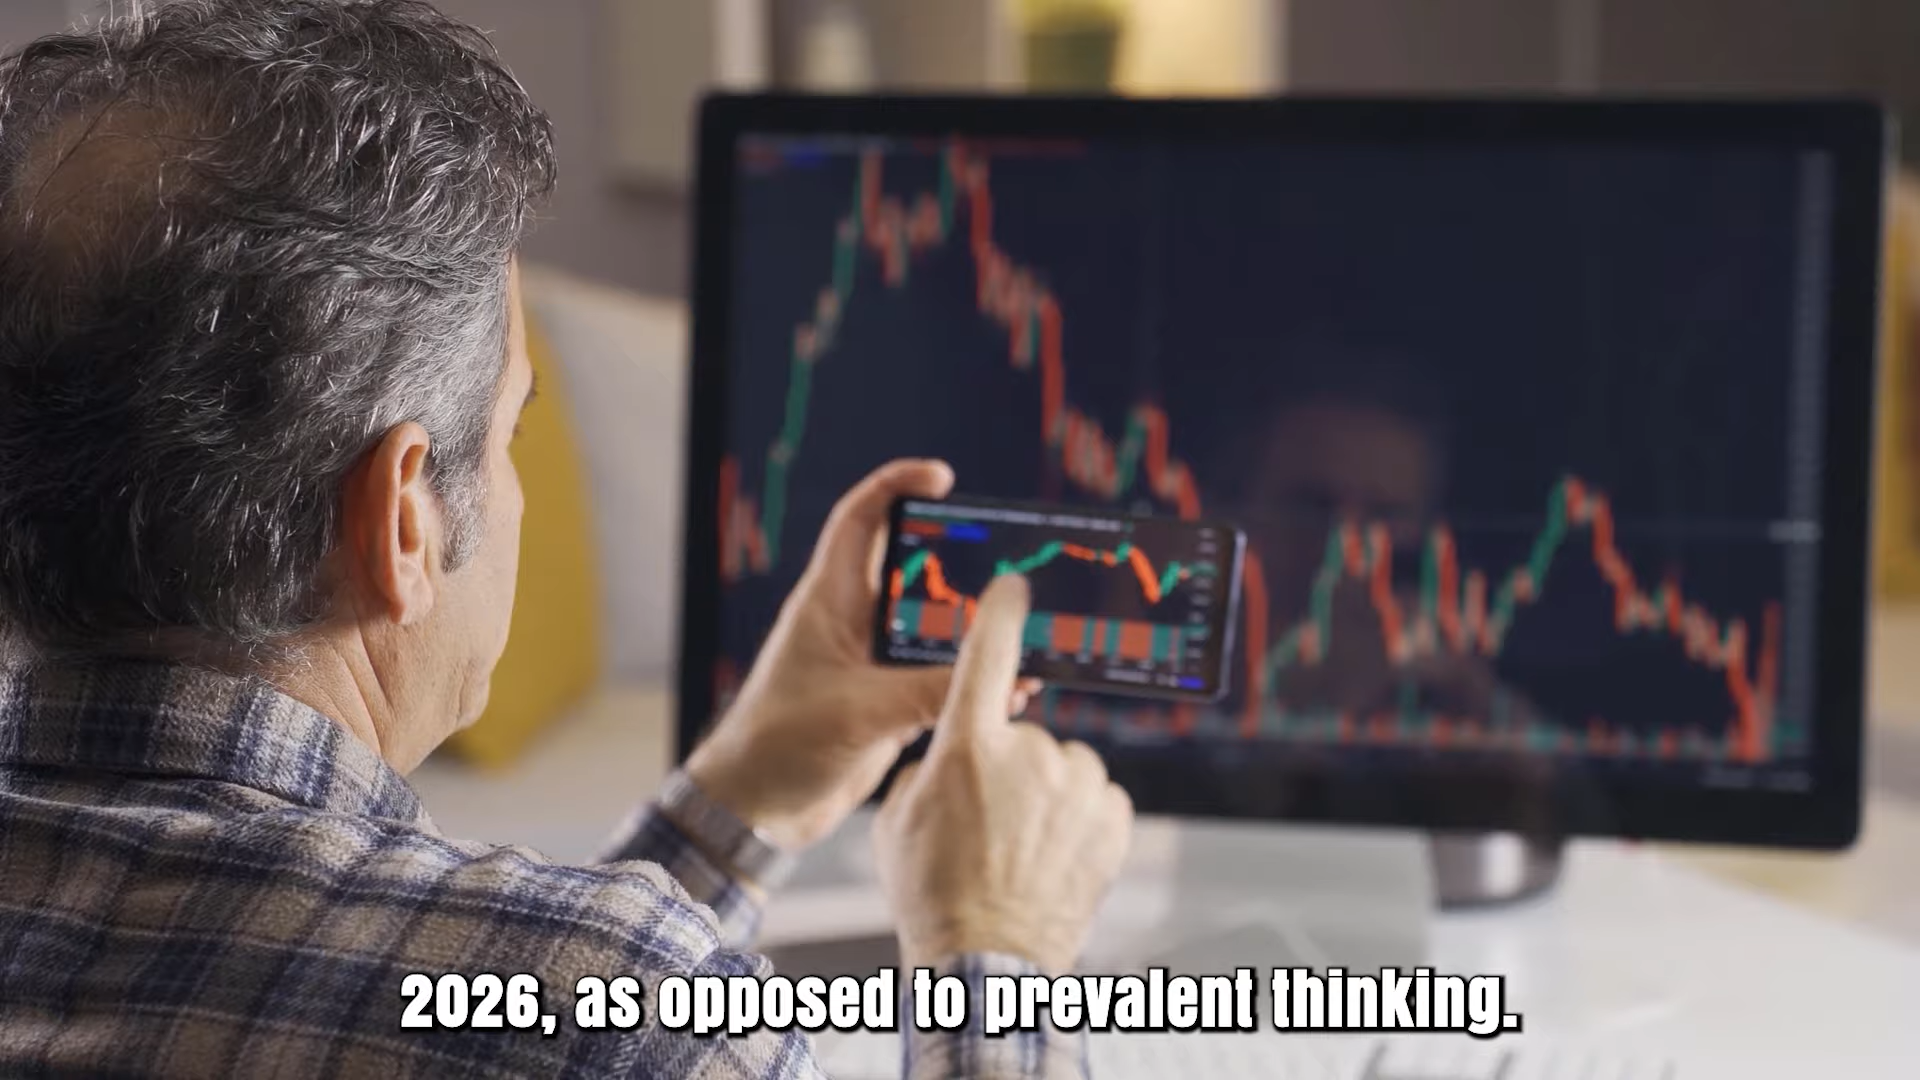 2026, as opposed to prevalent thinking.